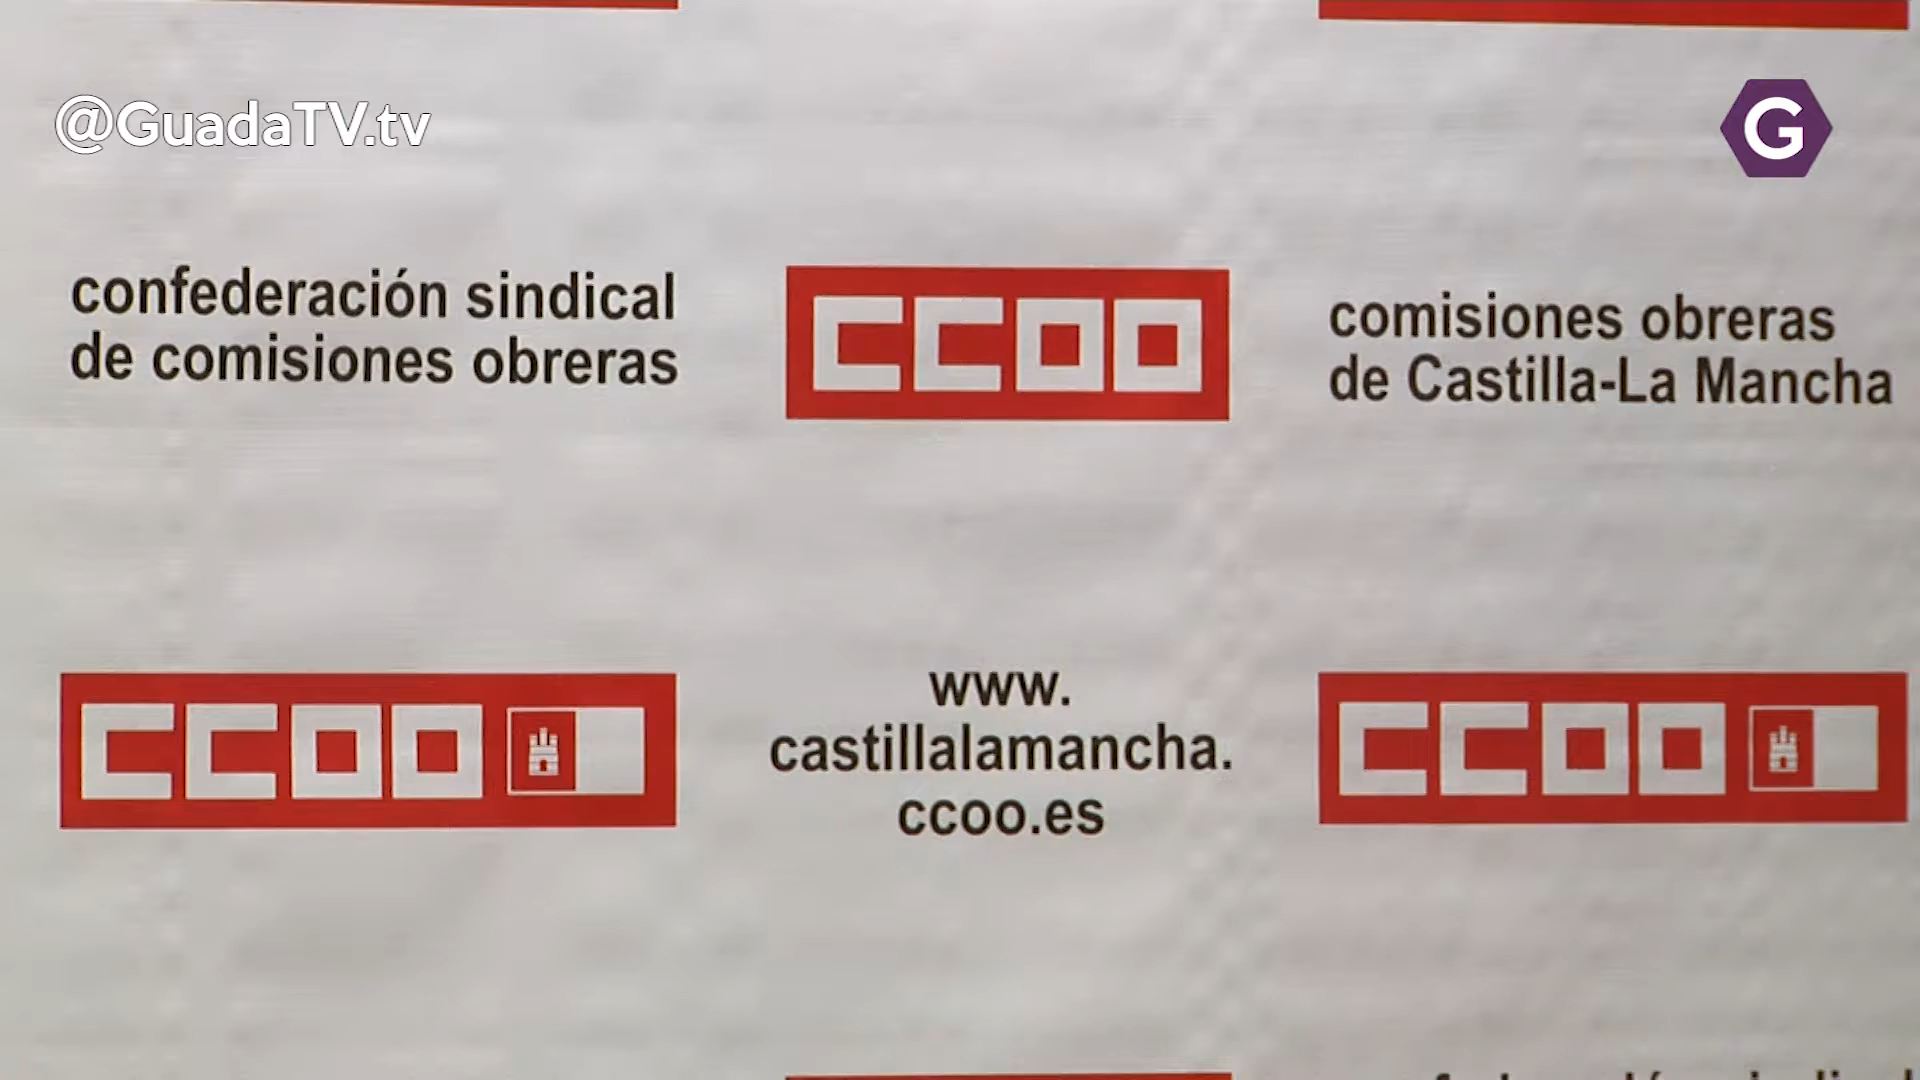 @GuadaTV.tv
G
confederación sindical
de comisiones obreras
CCOO
comisiones obreras
de Castilla-La Mancha
CCOO
www.
castillalamancha.
ccoo.es
CCOO